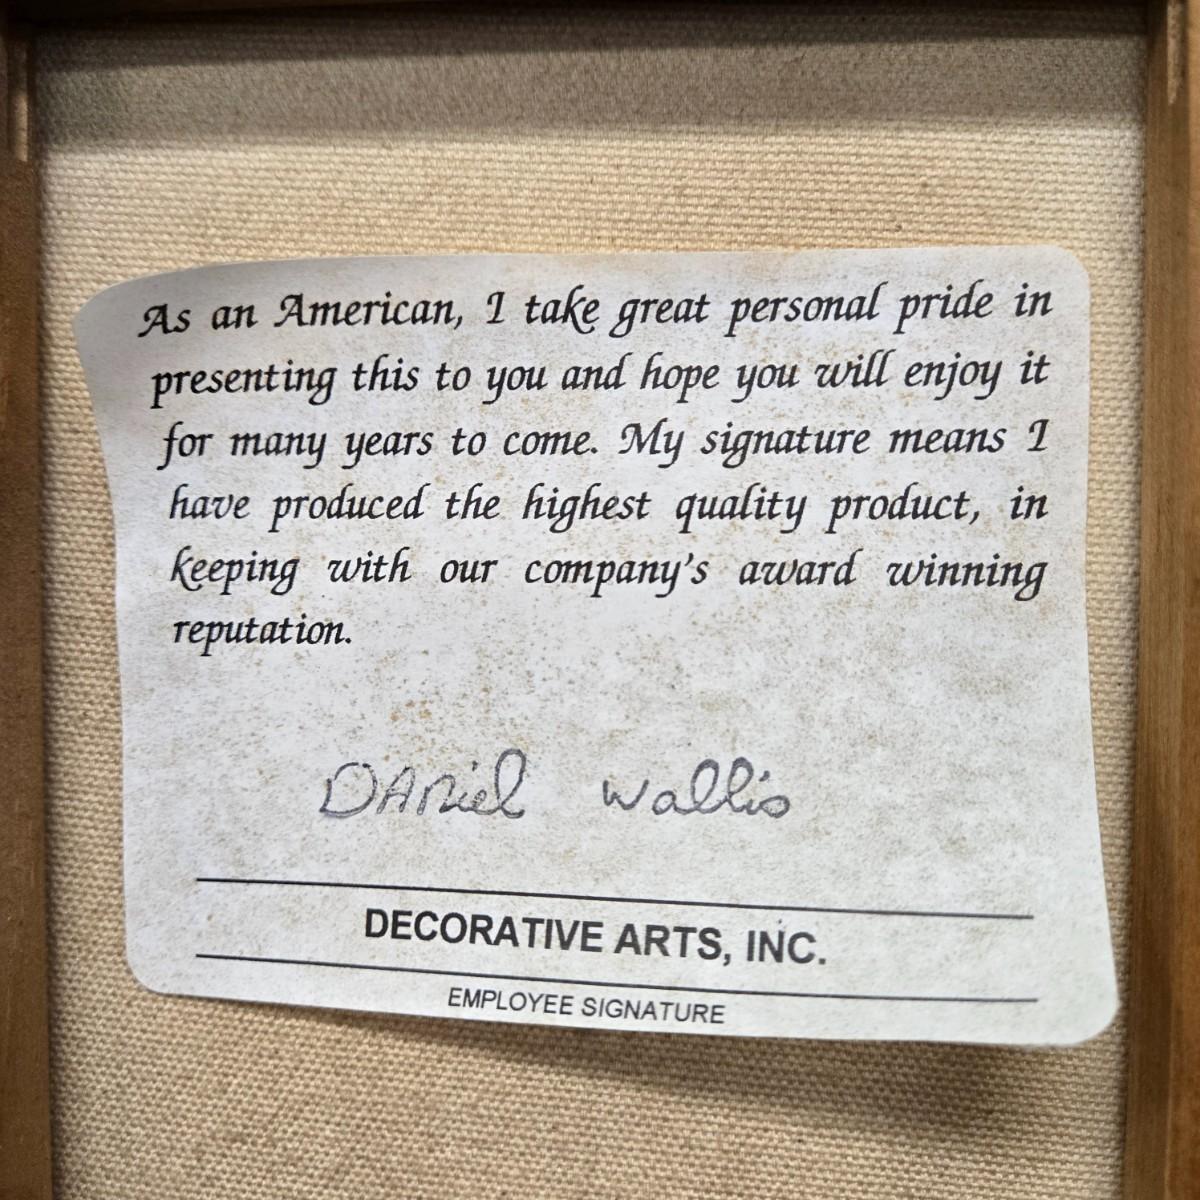 As an American, I take great personal pride in
presenting this to you and hope you will enjoy it
for many years to come. My signature means I
have produced the highest quality product, in
keeping with our company's award winning
reputation.
DANiel Wallis
DECORATIVE ARTS, INC.
EMPLOYEE SIGNATURE